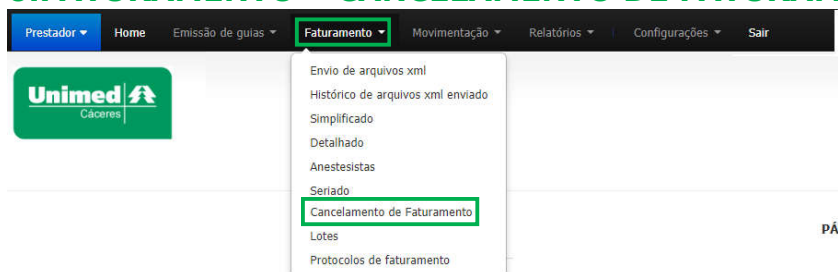 Prestador Home Emissão de guias Faturamento Movimentação Relatórios Configurações Sair
Unimed
Cáceres
Envio de arquivos xml
Histórico de arquivos xml enviado
Simplificado
Detalhado
Anestesistas
Seriado
Cancelamento de Faturamento
Lotes
Protocolos de faturamento
PÁ